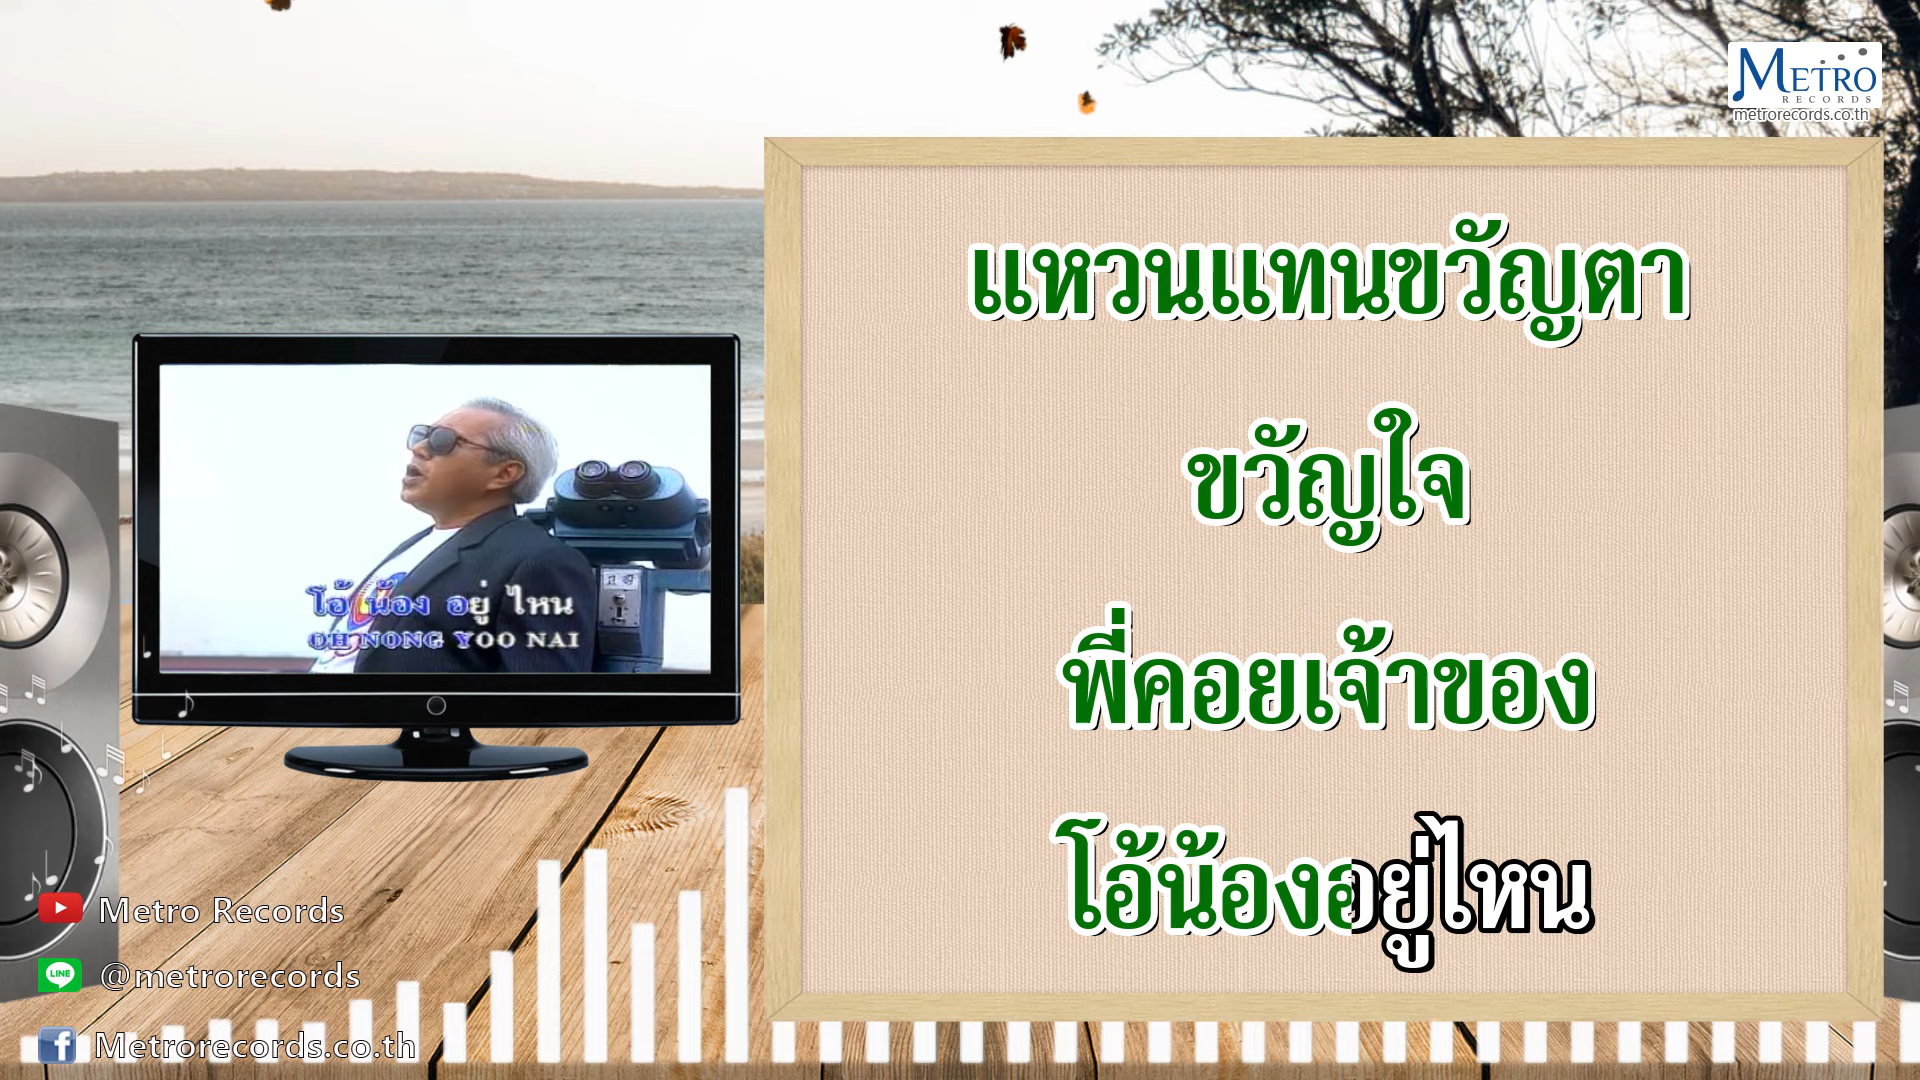 METRO
RECORDS
metrorecords.co.th
แหวนแทนขวัญตา
ขวัญใจ
พี่คอยเจ้าของ
โอ้น้องอยู่ไหน
โอ้ น้อง อยู่ ไหน
OH NONG YOO NAI
Metro Records
LINE
@metrorecords
Metrorecords.co.th